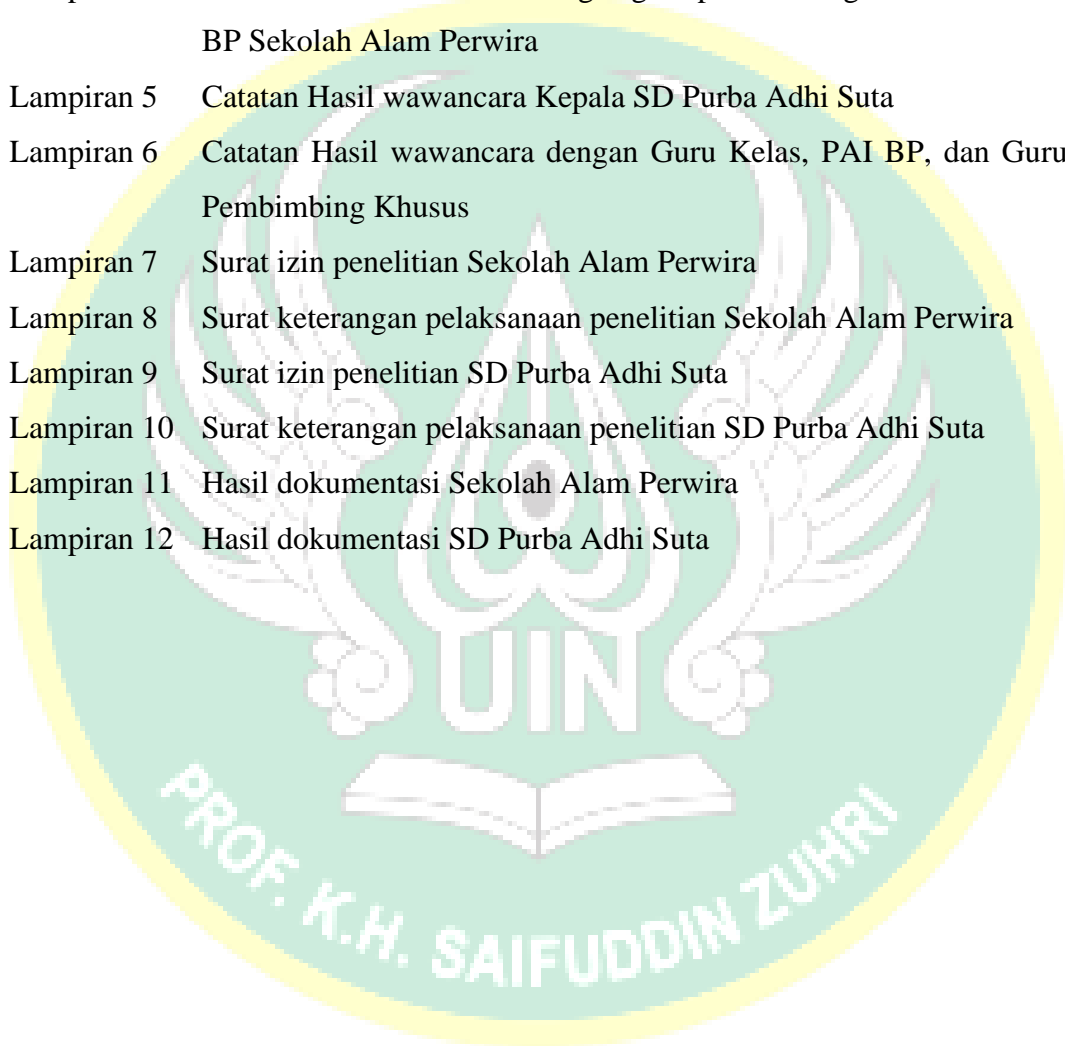 BP Sekolah Alam Perwira
Lampiran 5 Catatan Hasil wawancara Kepala SD Purba Adhi Suta
Lampiran 6 Catatan Hasil wawancara dengan Guru Kelas, PAI BP, dan Guru
Pembimbing Khusus
Lampiran 7 Surat izin penelitian Sekolah Alam Perwira
Lampiran 8 Surat keterangan pelaksanaan penelitian Sekolah Alam Perwira
Lampiran 9 Surat izin penelitian SD Purba Adhi Suta
Lampiran 10 Surat keterangan pelaksanaan penelitian SD Purba Adhi Suta
Lampiran 11 Hasil dokumentasi Sekolah Alam Perwira
Lampiran 12 Hasil dokumentasi SD Purba Adhi Suta
UIN
PROF. K.H. SAIFUDDIN ZUHRI